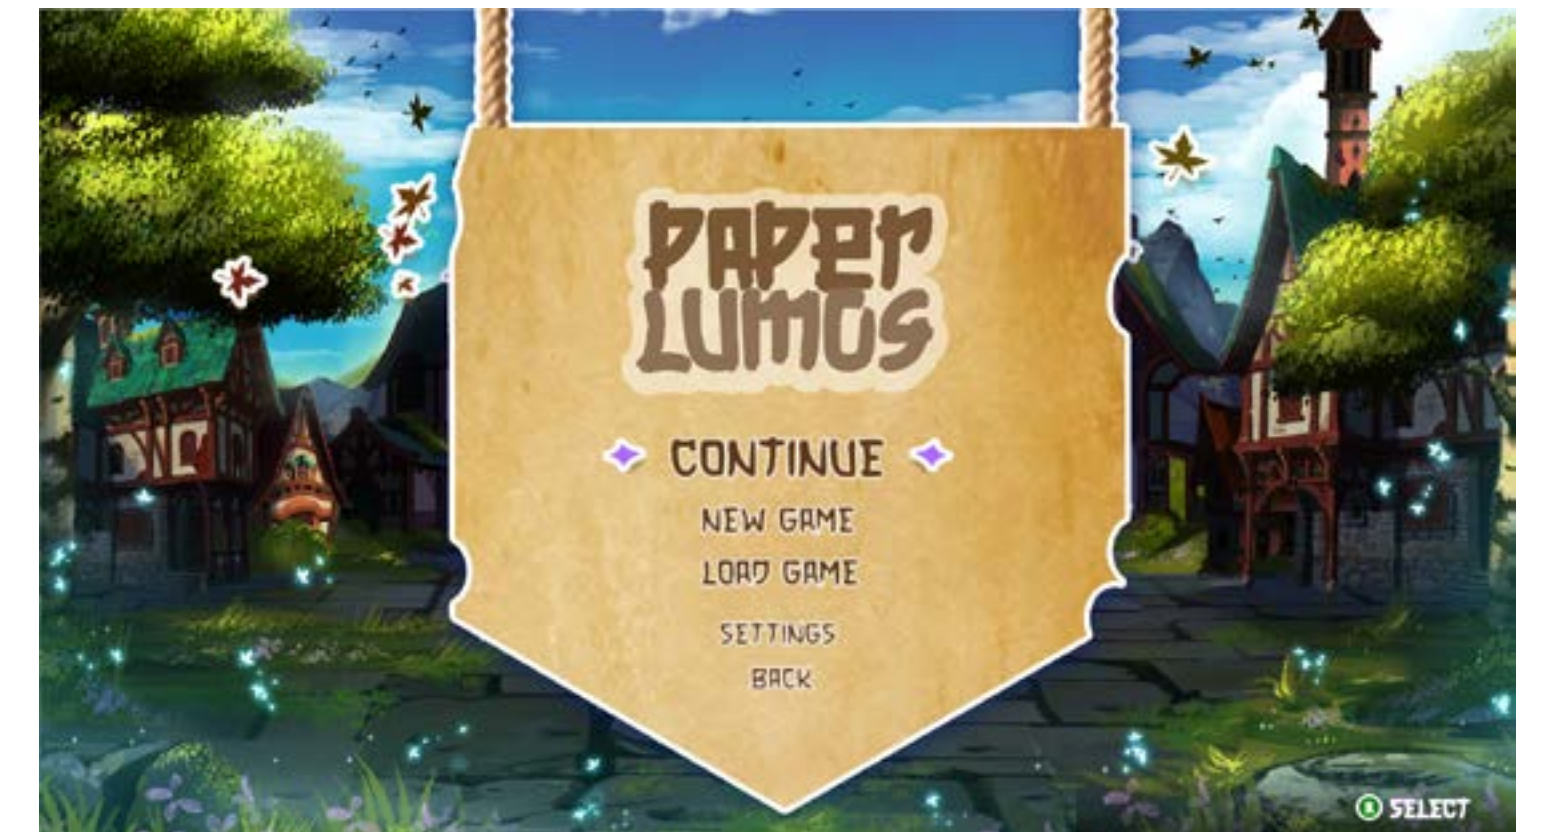 PAPER
LUMOS
CONTINUE
NEW GAME
LOAD GAME
SETTINGS
BACK
SELECT